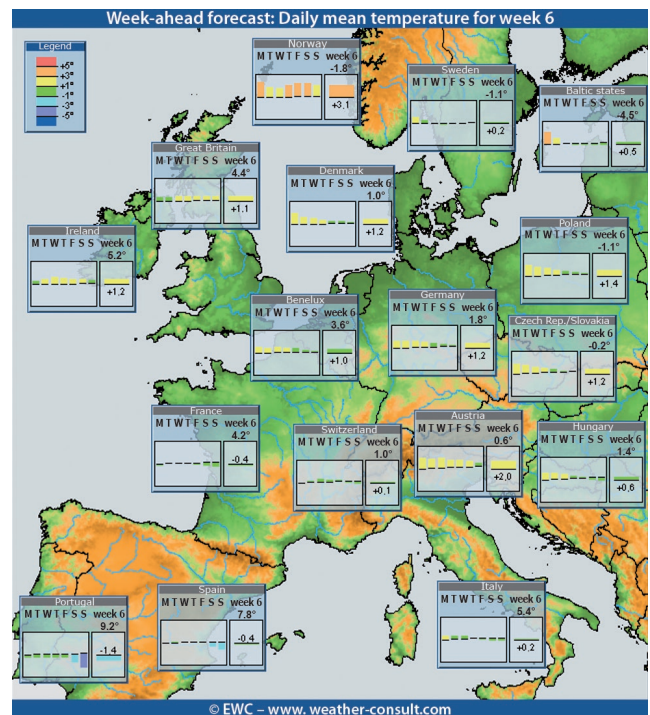 Week-ahead forecast: Daily mean temperature for week 6
Legend
+5°
+3°
+1°
-1°
-3°
-5°
Norway
M T W T F S S week 6
-1.8°
+3,1
Sweden
M T W T F S S week 6
-1.1°
+0,2
Baltic states
M T W T F S S week 6
-4,5°
+0,5
Great Britain
M T W T F S S week 6
4.4°
+1,1
Denmark
M T W T F S S week 6
1.0°
+1,2
Ireland
M T W T F S S week 6
5.2°
+1,2
Poland
M T W T F S S week 6
-1.1°
+1,4
Benelux
M T W T F S S week 6
3,6°
+1,0
Germany
M T W T F S S week 6
1.8°
+1,2
Czech Rep./Slovakia
M T W T F S S week 6
-0.2°
+1,2
France
M T W T F S S week 6
4.2°
-0,4
Switzerland
M T W T F S S week 6
1.0°
+0,1
Austria
M T W T F S S week 6
0.6°
+2,0
Hungary
M T W T F S S week 6
1.4°
+0,6
Portugal
M T W T F S S week 6
9.2°
-1,4
Spain
M T W T F S S week 6
7.8°
-0,4
Italy
M T W T F S S week 6
5.4°
+0,2
© EWC – www. weather-consult.com